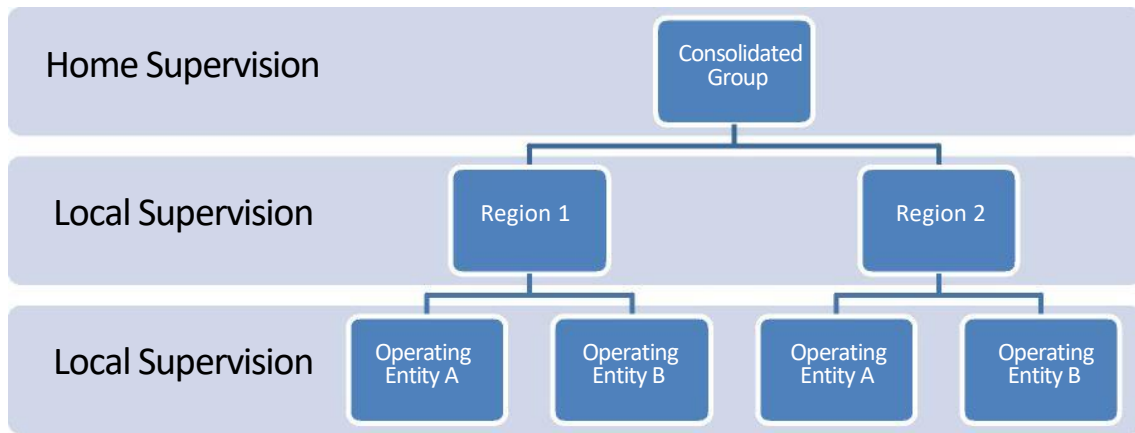 Home Supervision
Consolidated
Group
Local Supervision
Region 1
Region 2
Local Supervision
Operating
Entity A
Operating
Entity B
Operating
Entity A
Operating
Entity B